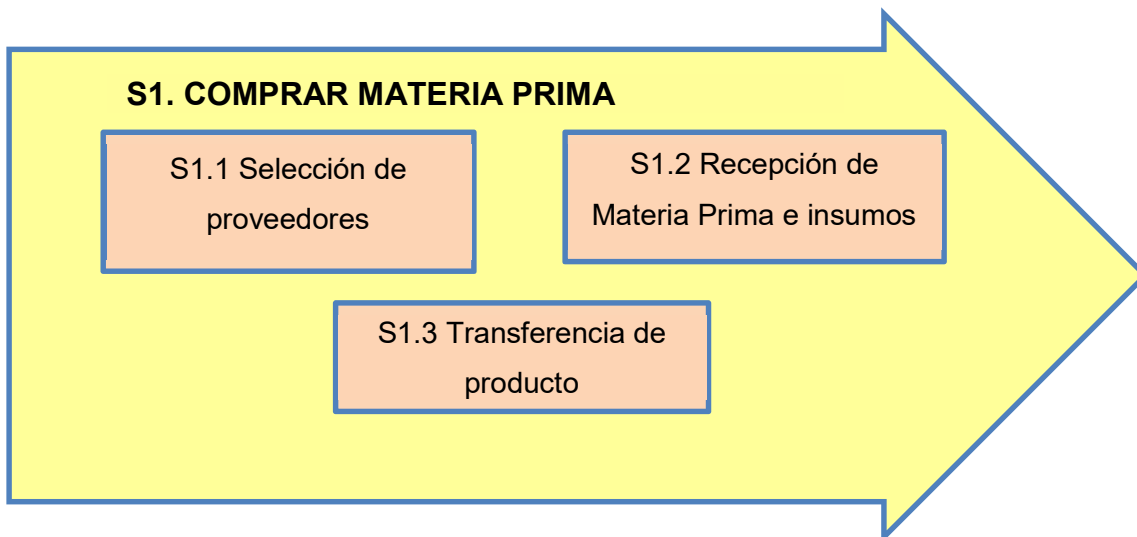 S1. COMPRAR MATERIA PRIMA
S1.1 Selección de
proveedores
S1.2 Recepción de
Materia Prima e insumos
S1.3 Transferencia de
producto